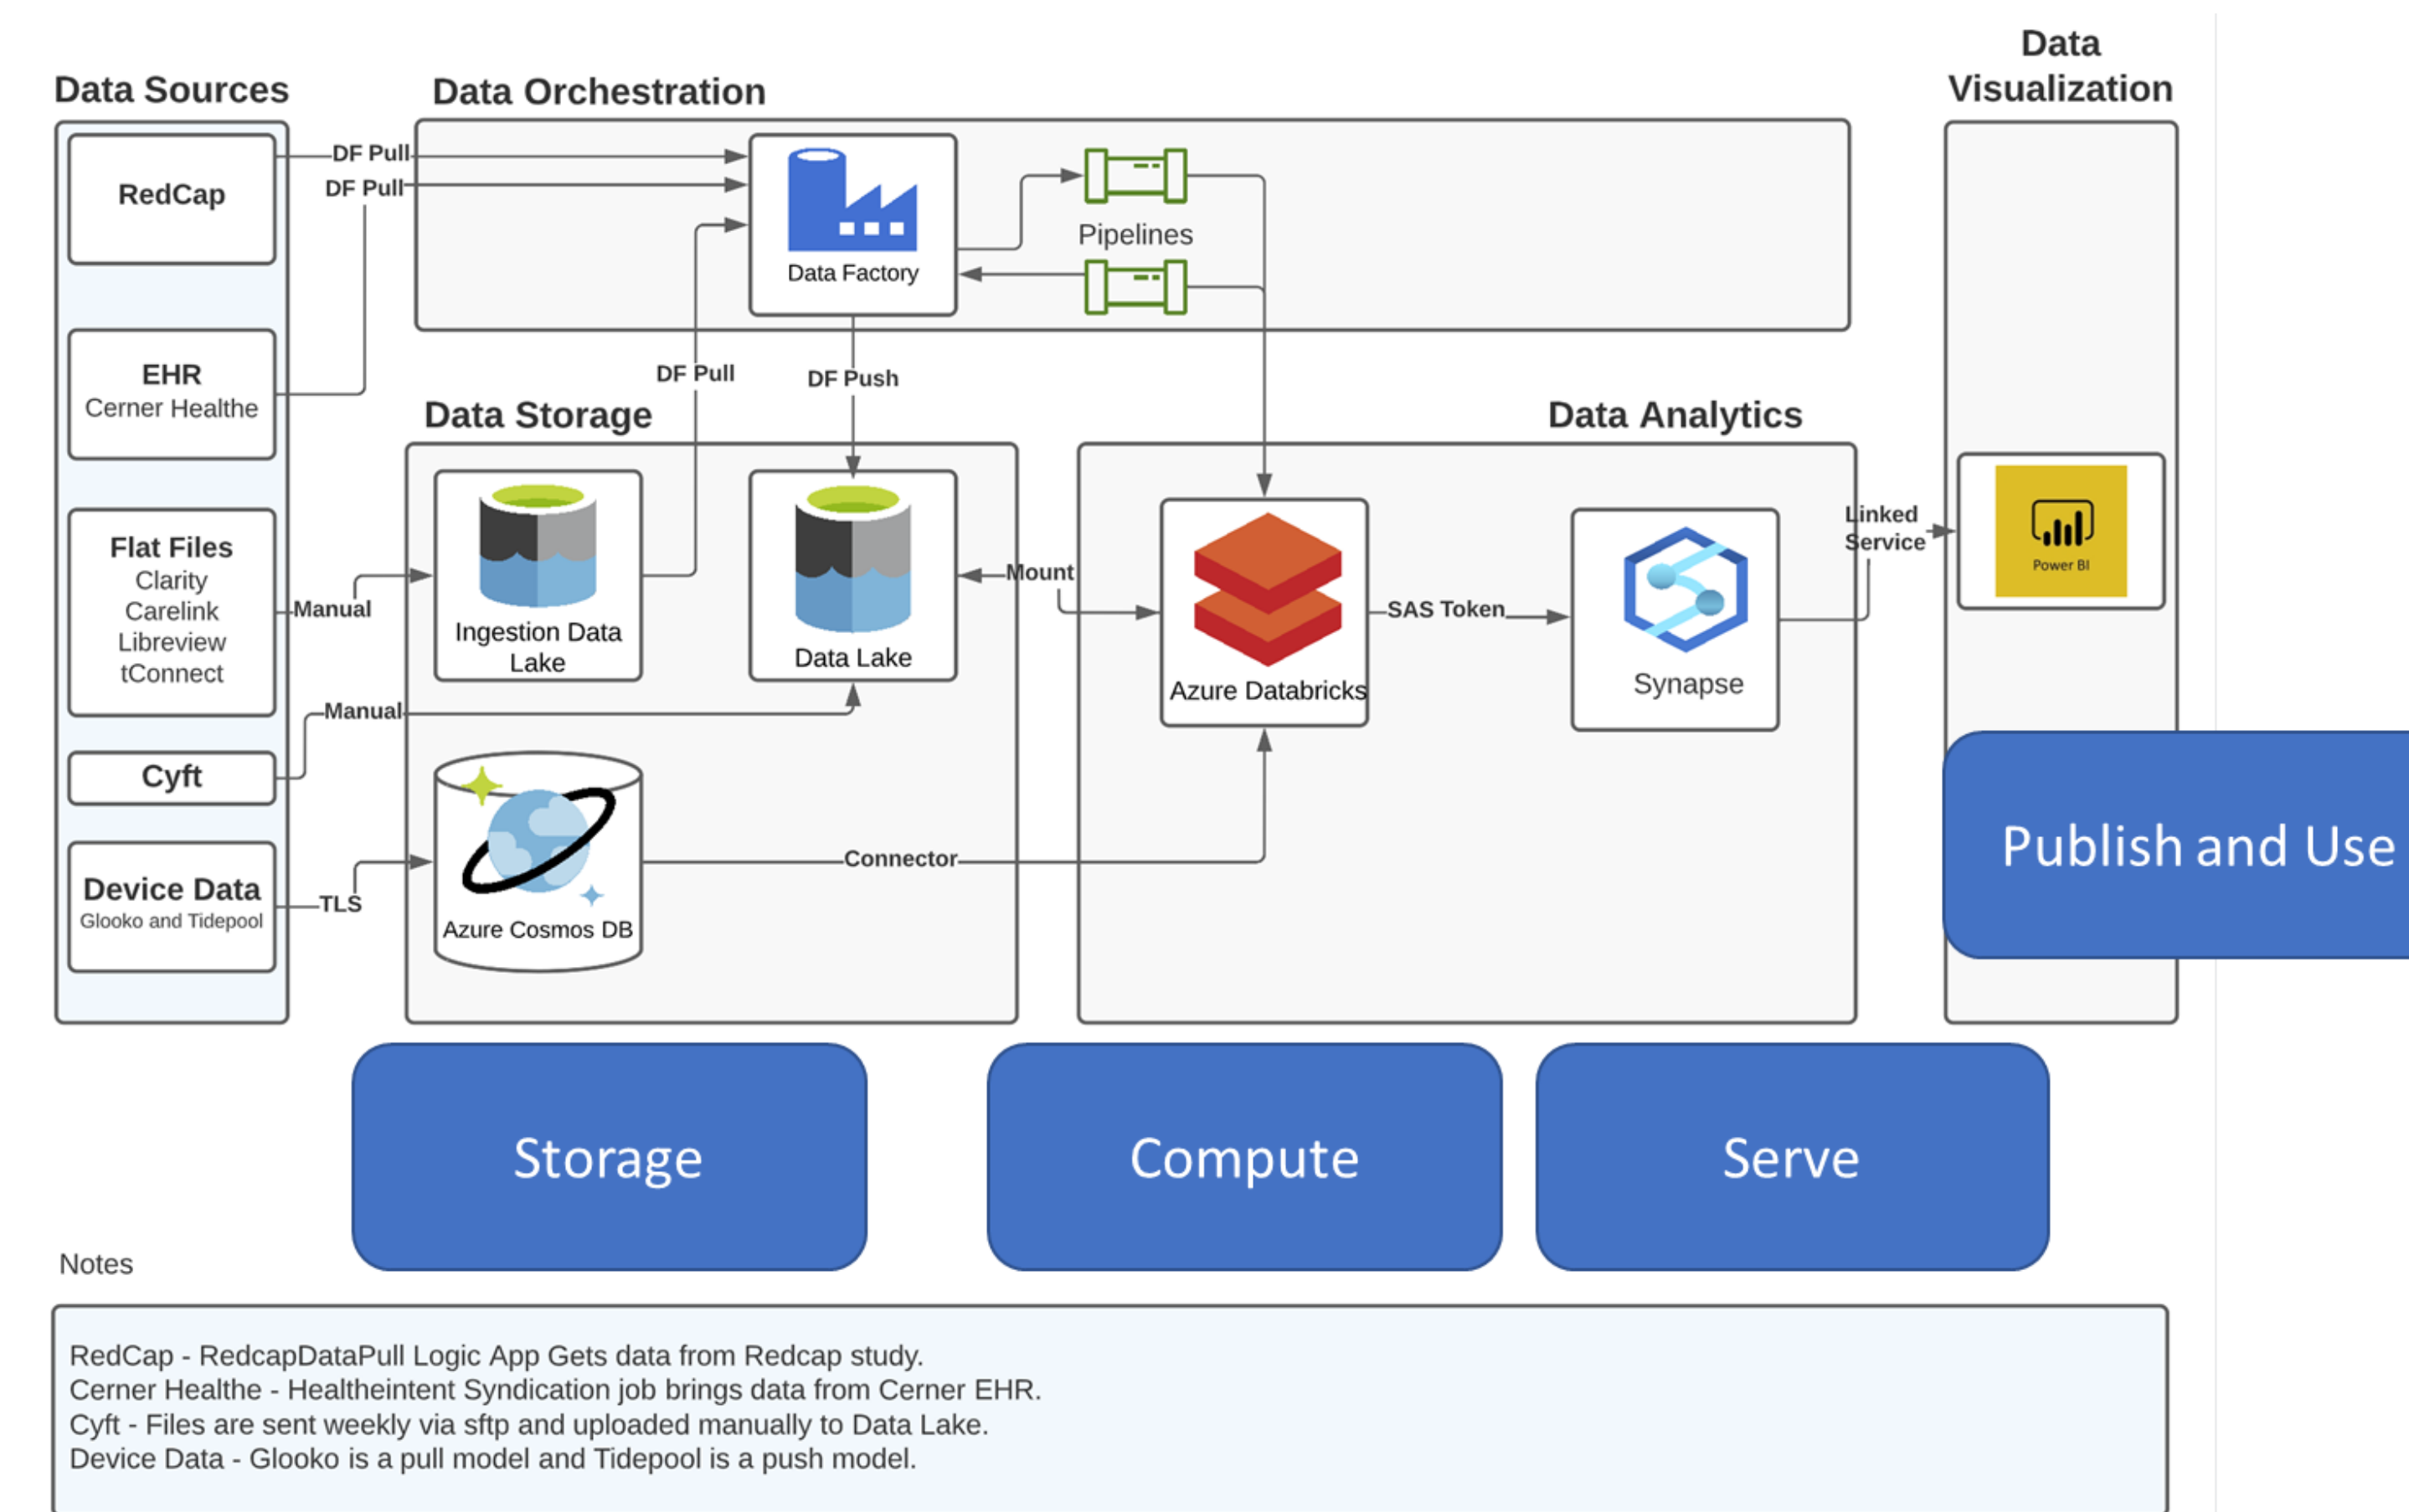 Data Sources
Data Orchestration
Data
Visualization
RedCap
DF Pull
DF Pull
Data Factory
Pipelines
EHR
Cerner Healthe
DF Pull
DF Push
Data Storage
Data Analytics
Flat Files
Clarity
Carelink
Libreview
tConnect
Manual
Ingestion Data
Lake
Data Lake
Mount
Azure Databricks
SAS Token
Synapse
Linked
Service
Power BI
Manual
Cyft
Device Data
Glooko and Tidepool
TLS
Azure Cosmos DB
Connector
Publish and Use
Storage
Compute
Serve
Notes
RedCap - RedcapDataPull Logic App Gets data from Redcap study.
Cerner Healthe - Healtheintent Syndication job brings data from Cerner EHR.
Cyft - Files are sent weekly via sftp and uploaded manually to Data Lake.
Device Data - Glooko is a pull model and Tidepool is a push model.